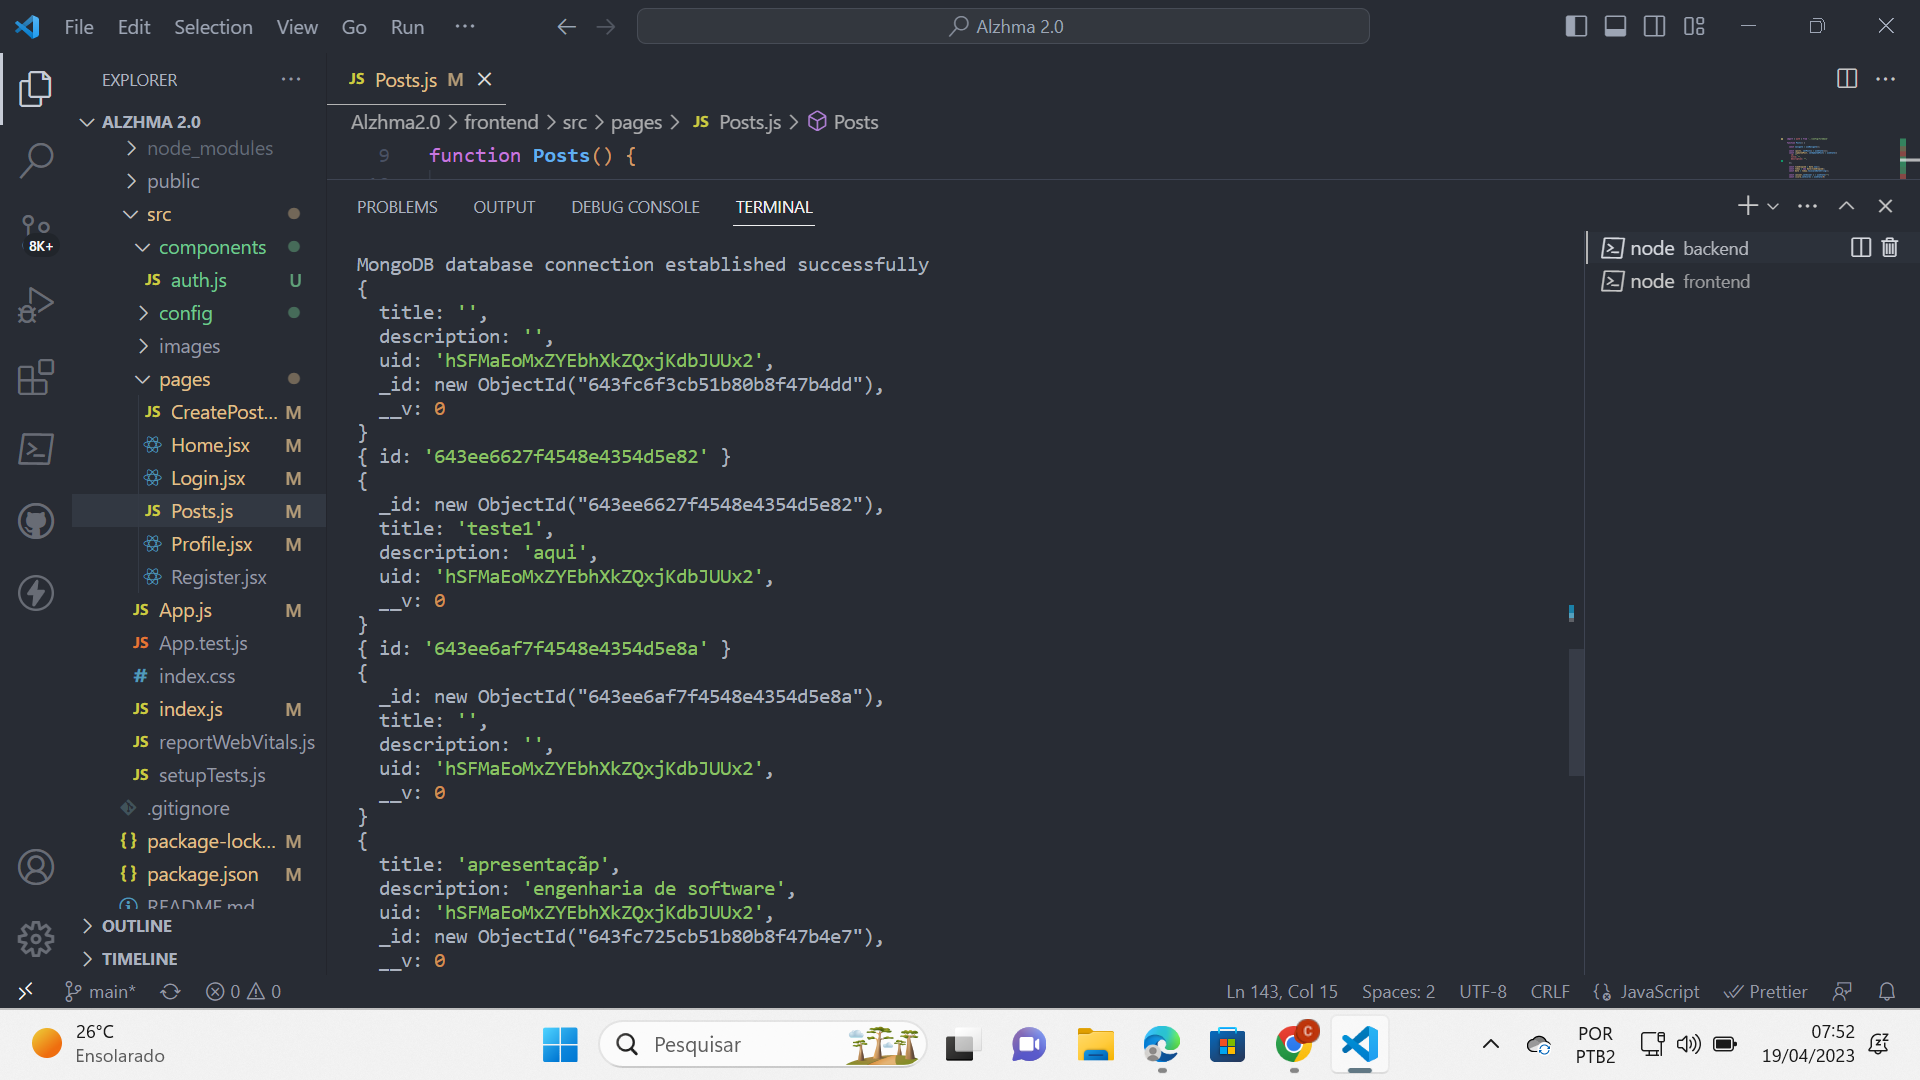 File Edit Selection View Go Run ···
Alzhma 2.0
EXPLORER
ALZHMA 2.0
node_modules
public
src
components
JS auth.js U
config
images
pages
JS CreatePost... M
Home.jsx M
Login.jsx M
JS Posts.js M
Profile.jsx M
Register.jsx
JS App.js M
JS App.test.js
# index.css
JS index.js M
JS reportWebVitals.js
JS setupTests.js
.gitignore
{} package-lock... M
{} package.json M
README.md
OUTLINE
TIMELINE
8K+
JS Posts.js M
Alzhma2.0 > frontend > src > pages > JS Posts.js > Posts
9 function Posts() {
PROBLEMS OUTPUT DEBUG CONSOLE TERMINAL
MongoDB database connection established successfully
{
title: '',
description: '',
uid: 'hSFMaEoMxZYEbhXkZQxjKdbJUUx2',
_id: new ObjectId("643fc6f3cb51b80b8f47b4dd"),
__v: 0
}
{ id: '643ee6627f4548e4354d5e82' }
{
_id: new ObjectId("643ee6627f4548e4354d5e82"),
title: 'teste1',
description: 'aqui',
uid: 'hSFMaEoMxZYEbhXkZQxjKdbJUUx2',
__v: 0
}
{ id: '643ee6af7f4548e4354d5e8a' }
{
_id: new ObjectId("643ee6af7f4548e4354d5e8a"),
title: '',
description: '',
uid: 'hSFMaEoMxZYEbhXkZQxjKdbJUUx2',
__v: 0
}
{
title: 'apresentaçãp',
description: 'engenharia de software',
uid: 'hSFMaEoMxZYEbhXkZQxjKdbJUUx2',
_id: new ObjectId("643fc725cb51b80b8f47b4e7"),
__v: 0
node backend
node frontend
main* 0 0
Ln 143, Col 15 Spaces: 2 UTF-8 CRLF JavaScript Prettier
26°C
Ensolarado
Pesquisar
C
POR
PTB2
07:52
19/04/2023